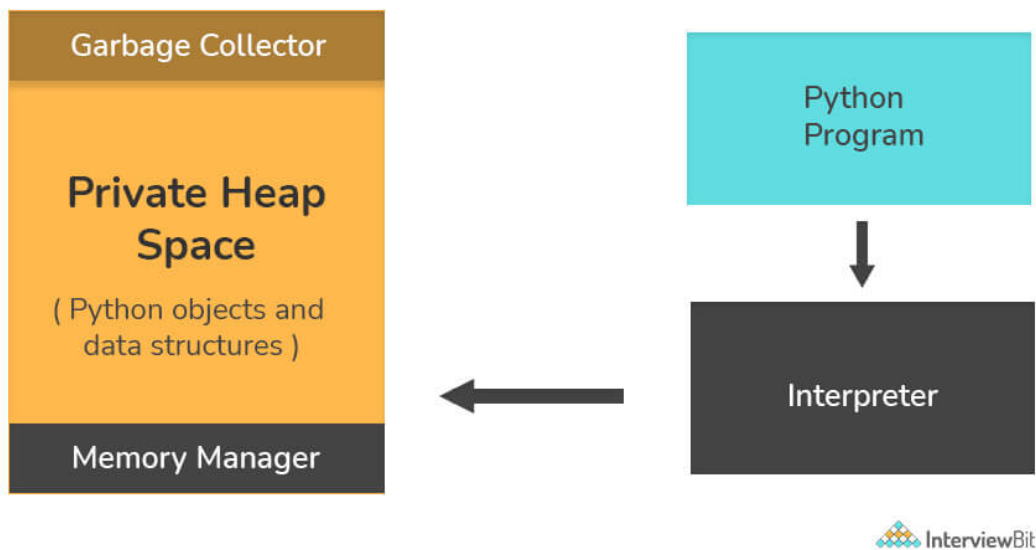 Garbage Collector
Private Heap
Space
( Python objects and
data structures )
Memory Manager
Python
Program
Interpreter
InterviewBit